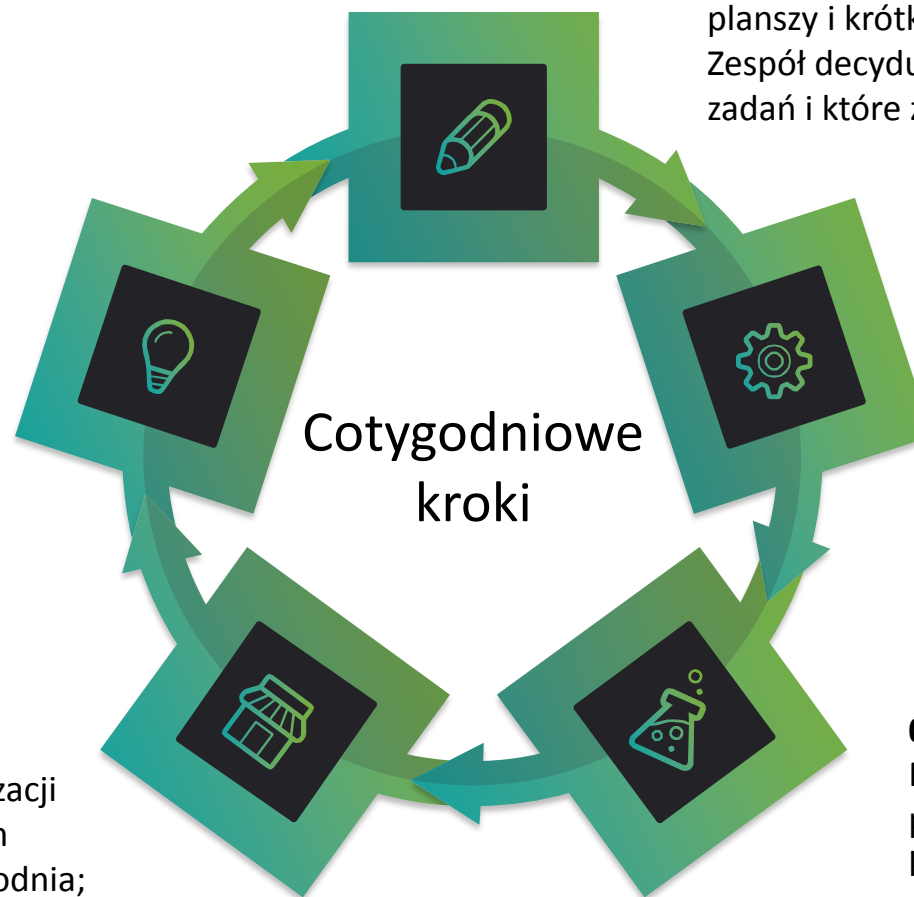 planszy i krótk
Zespół decydu
zadań i które z
Cotygodniowe
kroki
zacji
odnia;